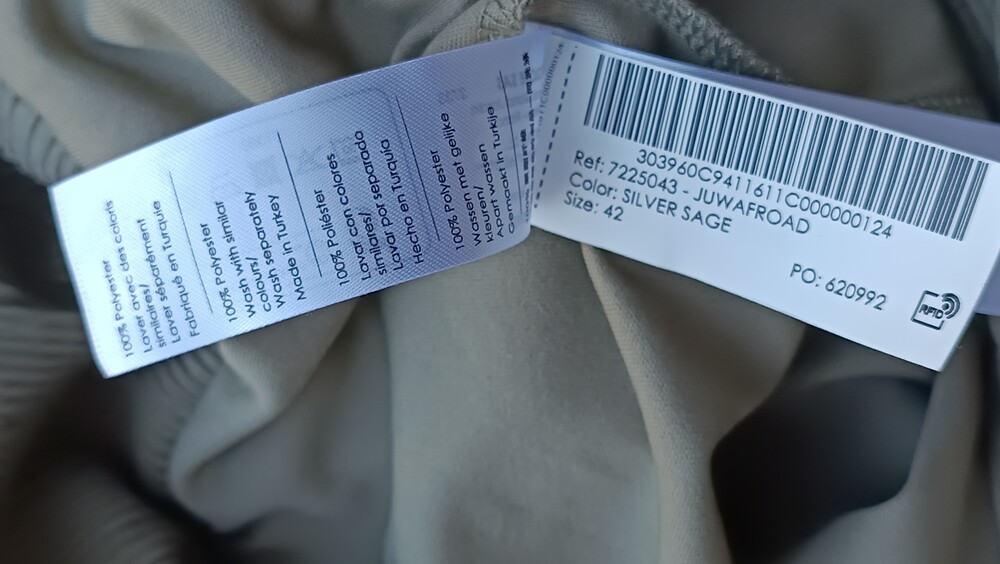 100% Polyester
Laver avec des coloris
similaires/
Laver séparément
Fabriqué en Turquie
100% Polyester
Wash with similar
colours/
Wash separately
Made in Turkey
100% Poliéster
Lavar con colores
similares/
Lavar por separado
Hecho en Turquía
100% Polyester
Wassen met gelijke
kleuren/
Apart wassen
Gemaakt in Turkije
303960C9411611C000000124
Ref: 7225043 - JUWAFROAD
Color: SILVER SAGE
Size: 42
PO: 620992
RFID